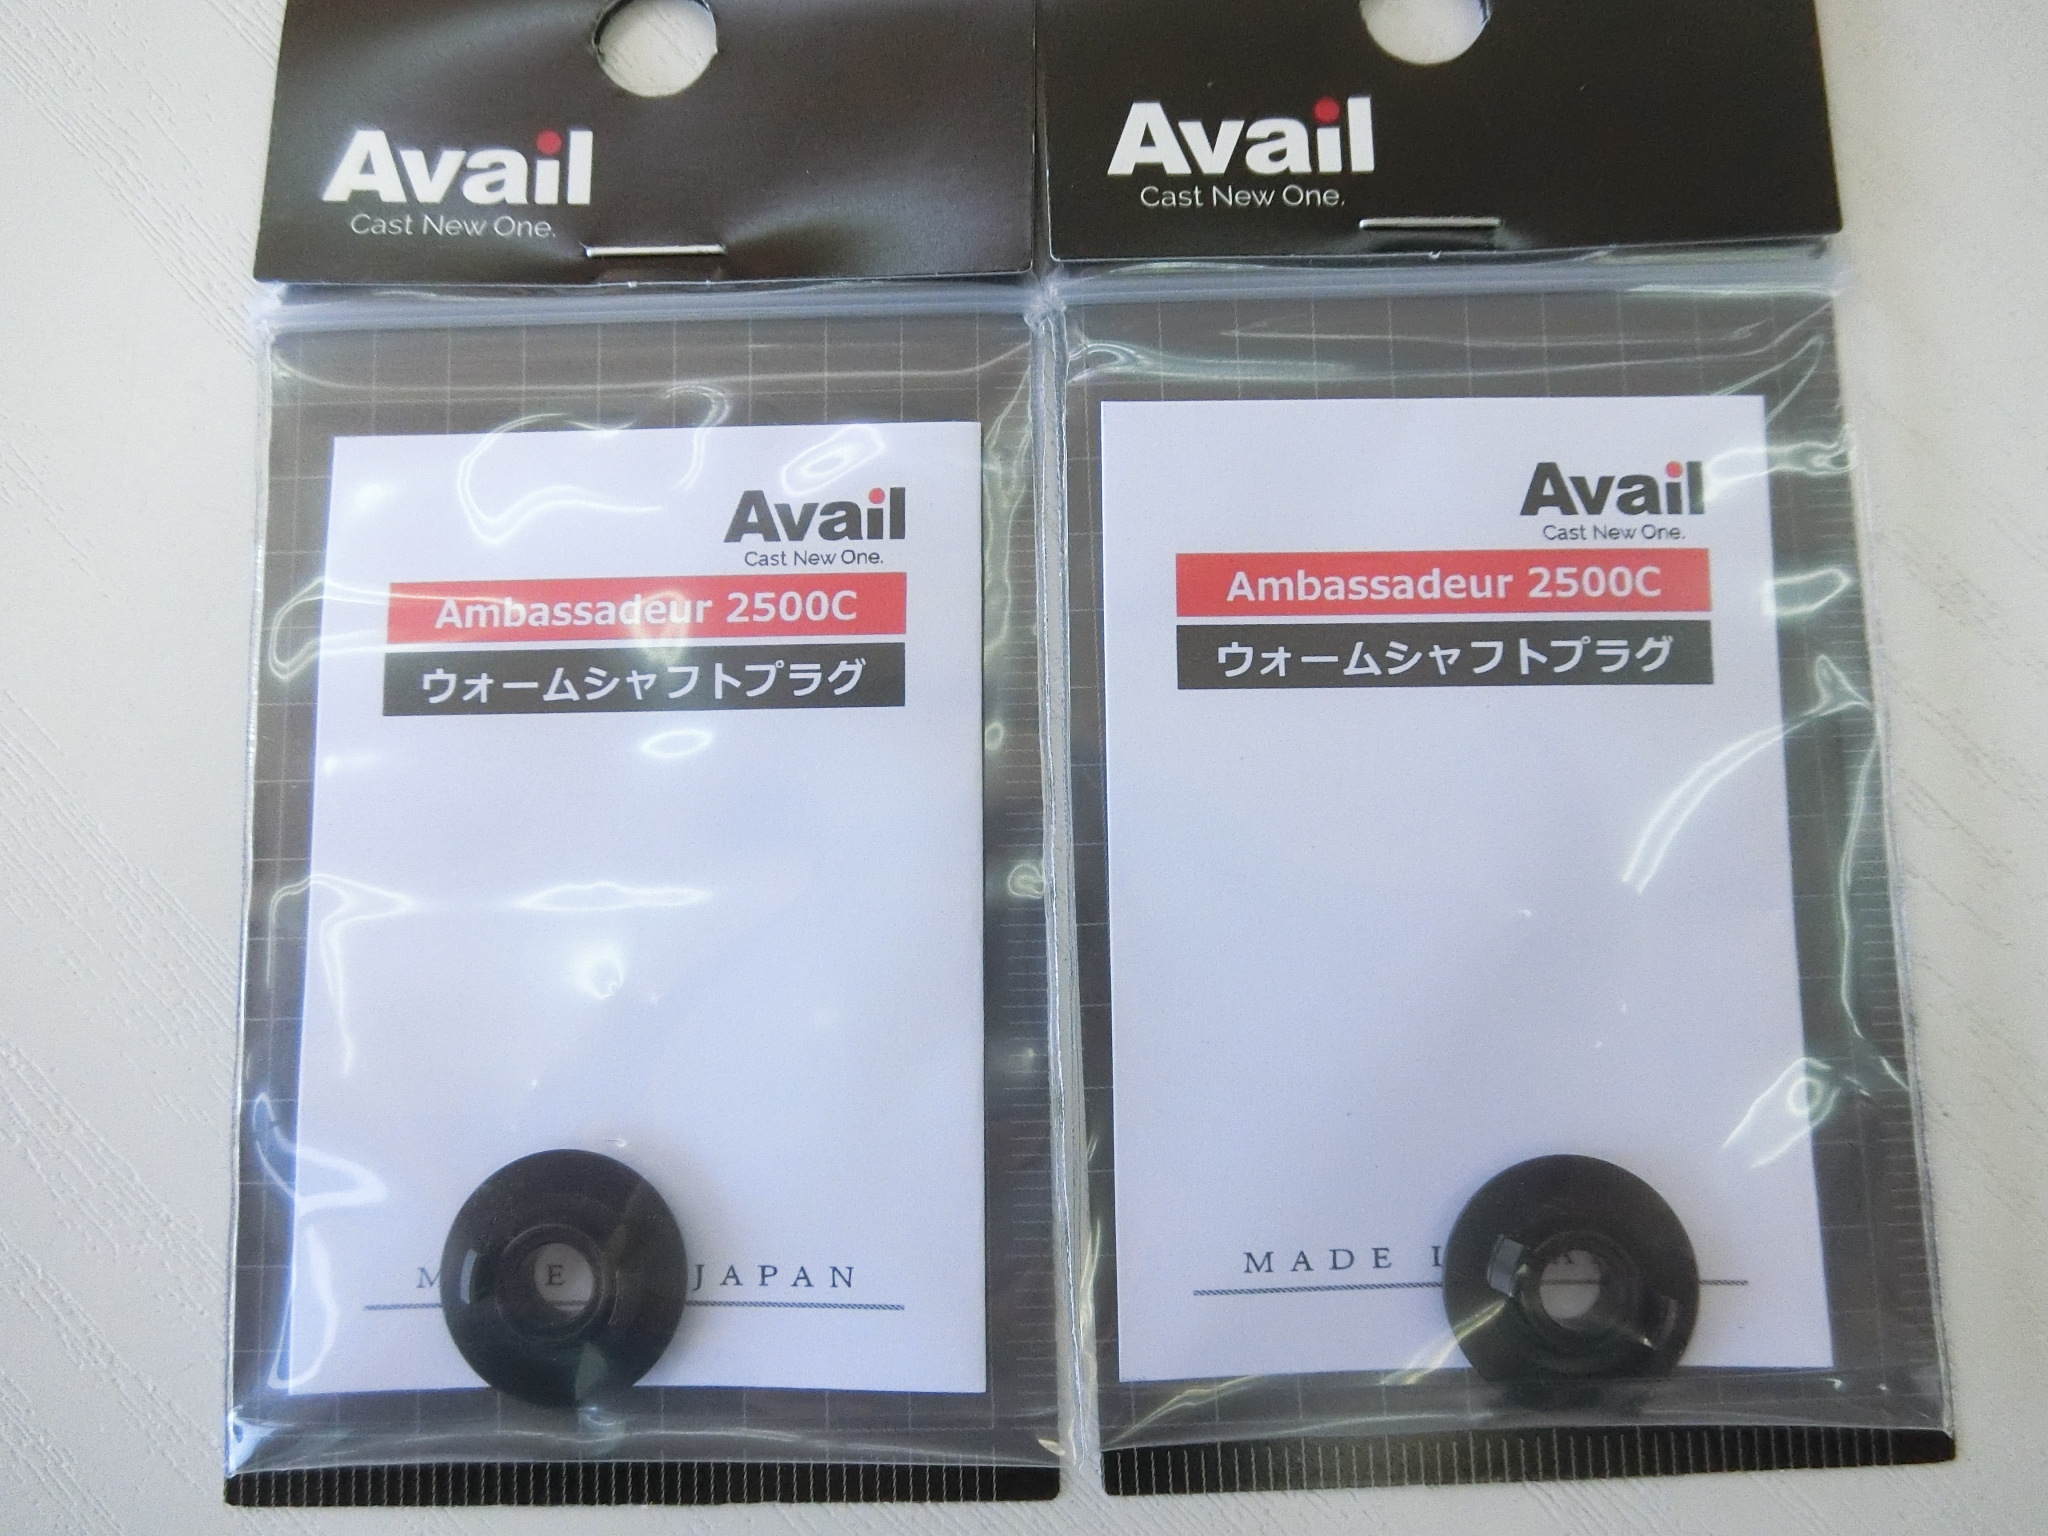 Avail
Cast New One.
Avail
Cast New One.
Ambassadeur 2500C
ウォームシャフトプラグ
E JAPAN
Avail
Cast New One.
Avail
Cast New One.
Ambassadeur 2500C
ウォームシャフトプラグ
MADE